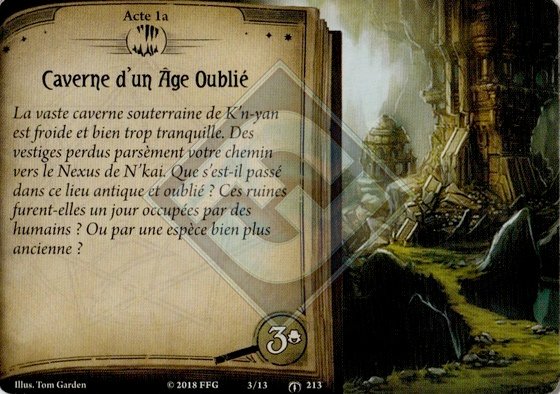 Acte 1a
Caverne d'un Âge Oublié
La vaste caverne souterraine de K'n-yan
est froide et bien trop tranquille. Des
vestiges perdus parsèment votre chemin
vers le Nexus de N'kai. Que s'est-il passé
dans ce lieu antique et oublié ? Ces ruines
furent-elles un jour occupées par des
humains ? Ou par une espèce bien plus
ancienne ?
3
Illus. Tom Garden © 2018 FFG 3/13 213